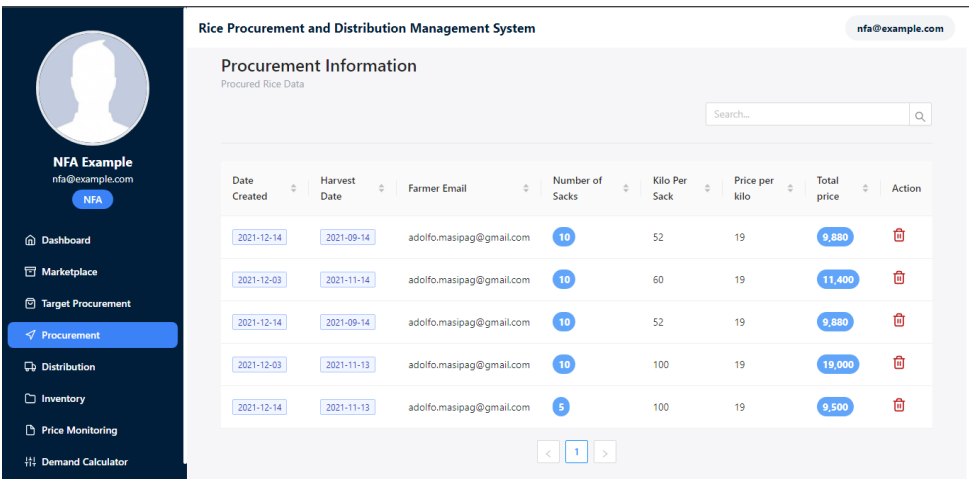 Rice Procurement and Distribution Management System
nfa@example.com
NFA Example
nfa@example.com
NFA
Dashboard
Marketplace
Target Procurement
Procurement
Distribution
Inventory
Price Monitoring
Demand Calculator
Procurement Information
Procured Rice Data
Search...
Date Created Harvest Date Farmer Email Number of Sacks Kilo Per Sack Price per kilo Total price Action
2021-12-14 2021-09-14 adolfo.masipag@gmail.com 10 52 19 9,880
2021-12-03 2021-11-14 adolfo.masipag@gmail.com 10 60 19 11,400
2021-12-14 2021-09-14 adolfo.masipag@gmail.com 10 52 19 9,880
2021-12-03 2021-11-13 adolfo.masipag@gmail.com 10 100 19 19,000
2021-12-14 2021-11-13 adolfo.masipag@gmail.com 5 100 19 9,500
< 1 >